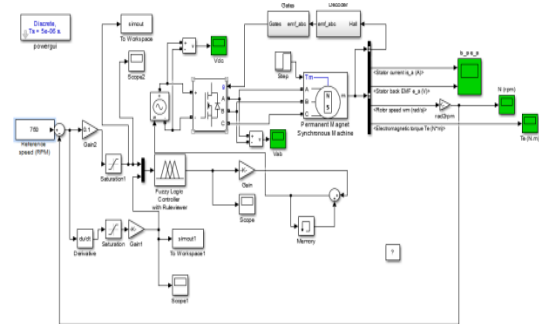 Discrete,
Ts = 5e-06 s.
powergui
simout
To Workspace
Scope2
Vdc
Gates
Gates emf_abc
Decoder
emf_abc Hall
Step
Tm
g
A
B
C
A
B
C
m
N
S
Permanent Magnet
Synchronous Machine
is_a e_a
<Stator current is_a (A)>
<Stator back EMF e_a (V)>
<Rotor speed wm (rad/s)>
<Electromagnetic torque Te (N*m)>
rad2rpm
N (rpm)
Te (N.m)
Vab
Reference
speed (RPM)
0.1
Gain2
Saturation1
Fuzzy Logic
Controller
with Ruleviewer
-K-
Gain
Scope
Memory
du/dt
Derivative
Saturation
-K-
Gain1
simout1
To Workspace1
Scope1
?